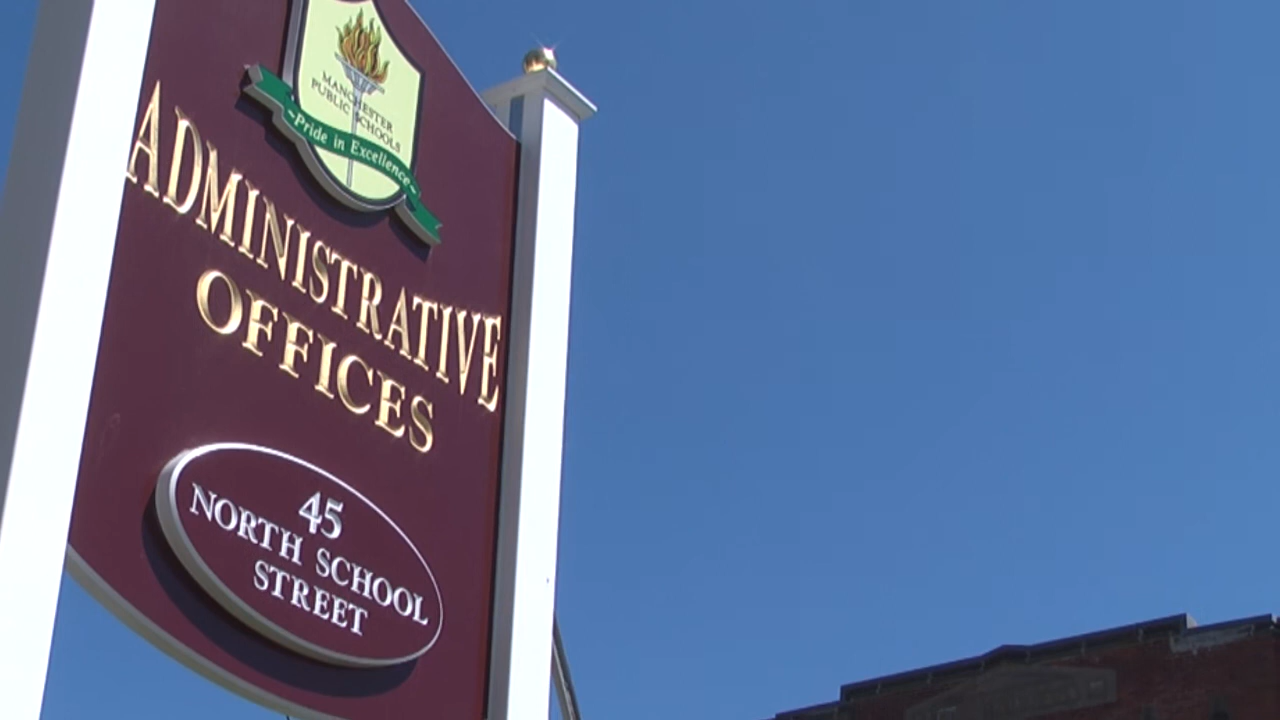 MANCHESTER
PUBLIC SCHOOLS
~Pride in Excellence~
ADMINISTRATIVE
OFFICES
45
NORTH SCHOOL
STREET